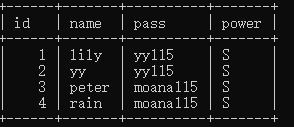 +----+-------+----------+-------+
| id | name | pass | power |
+----+-------+----------+-------+
| 1 | lily | yy115 | S |
| 2 | yy | yy115 | S |
| 3 | peter | moana115 | S |
| 4 | rain | moana115 | S |
+----+-------+----------+-------+